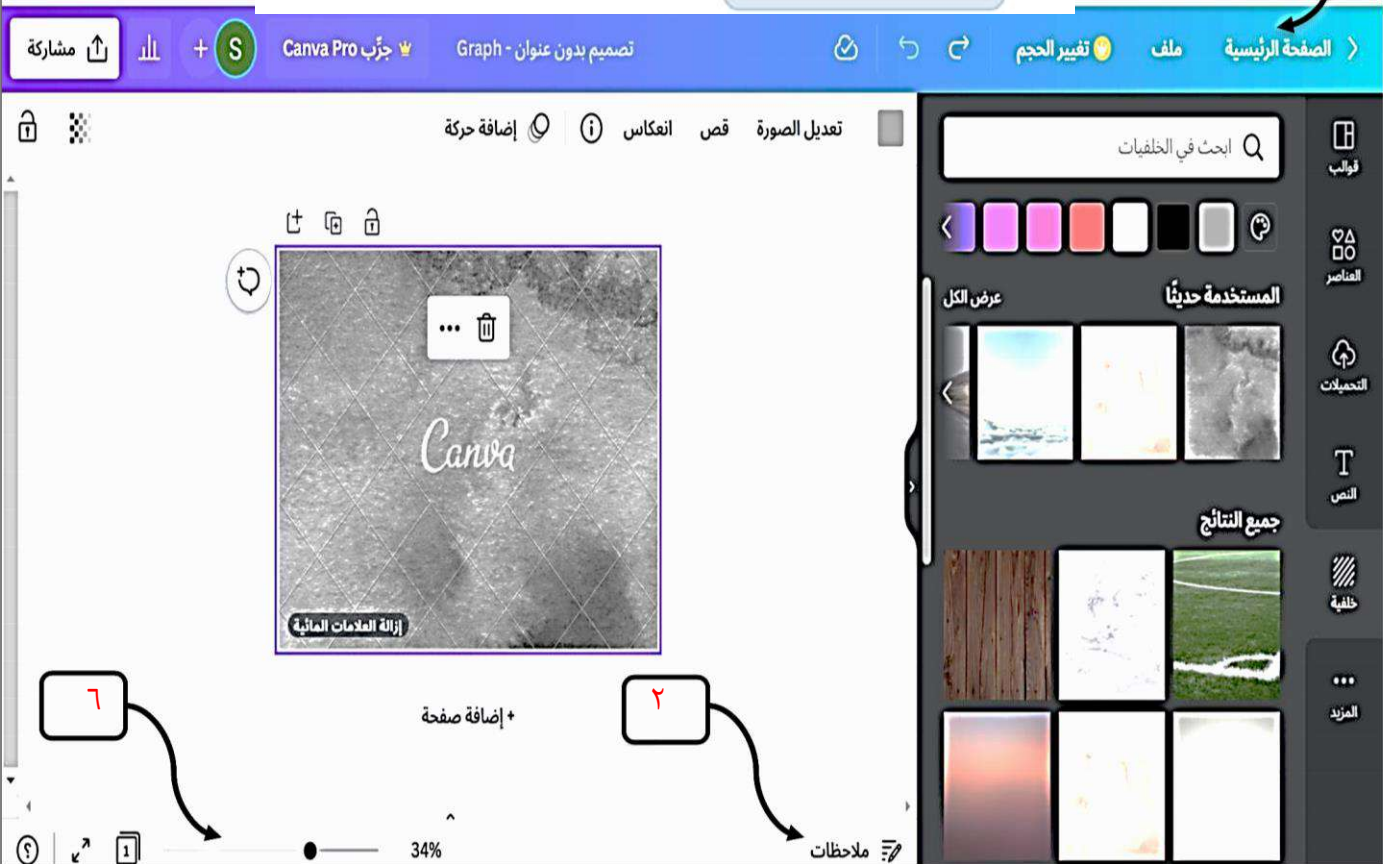 الصفحة الرئيسية
ملف
تغيير الحجم
تصميم بدون عنوان - Graph
جرِّب Canva Pro
S
+
مشاركة
قوالب
العناصر
التحميلات
النص
خلفية
المزيد
ابحث في الخلفيات
المستخدمة حديثًا
عرض الكل
جميع النتائج
تعديل الصورة
قص
انعكاس
إضافة حركة
Canva
إزالة العلامات المائية
+ إضافة صفحة
٢
٦
ملاحظات
34%
1